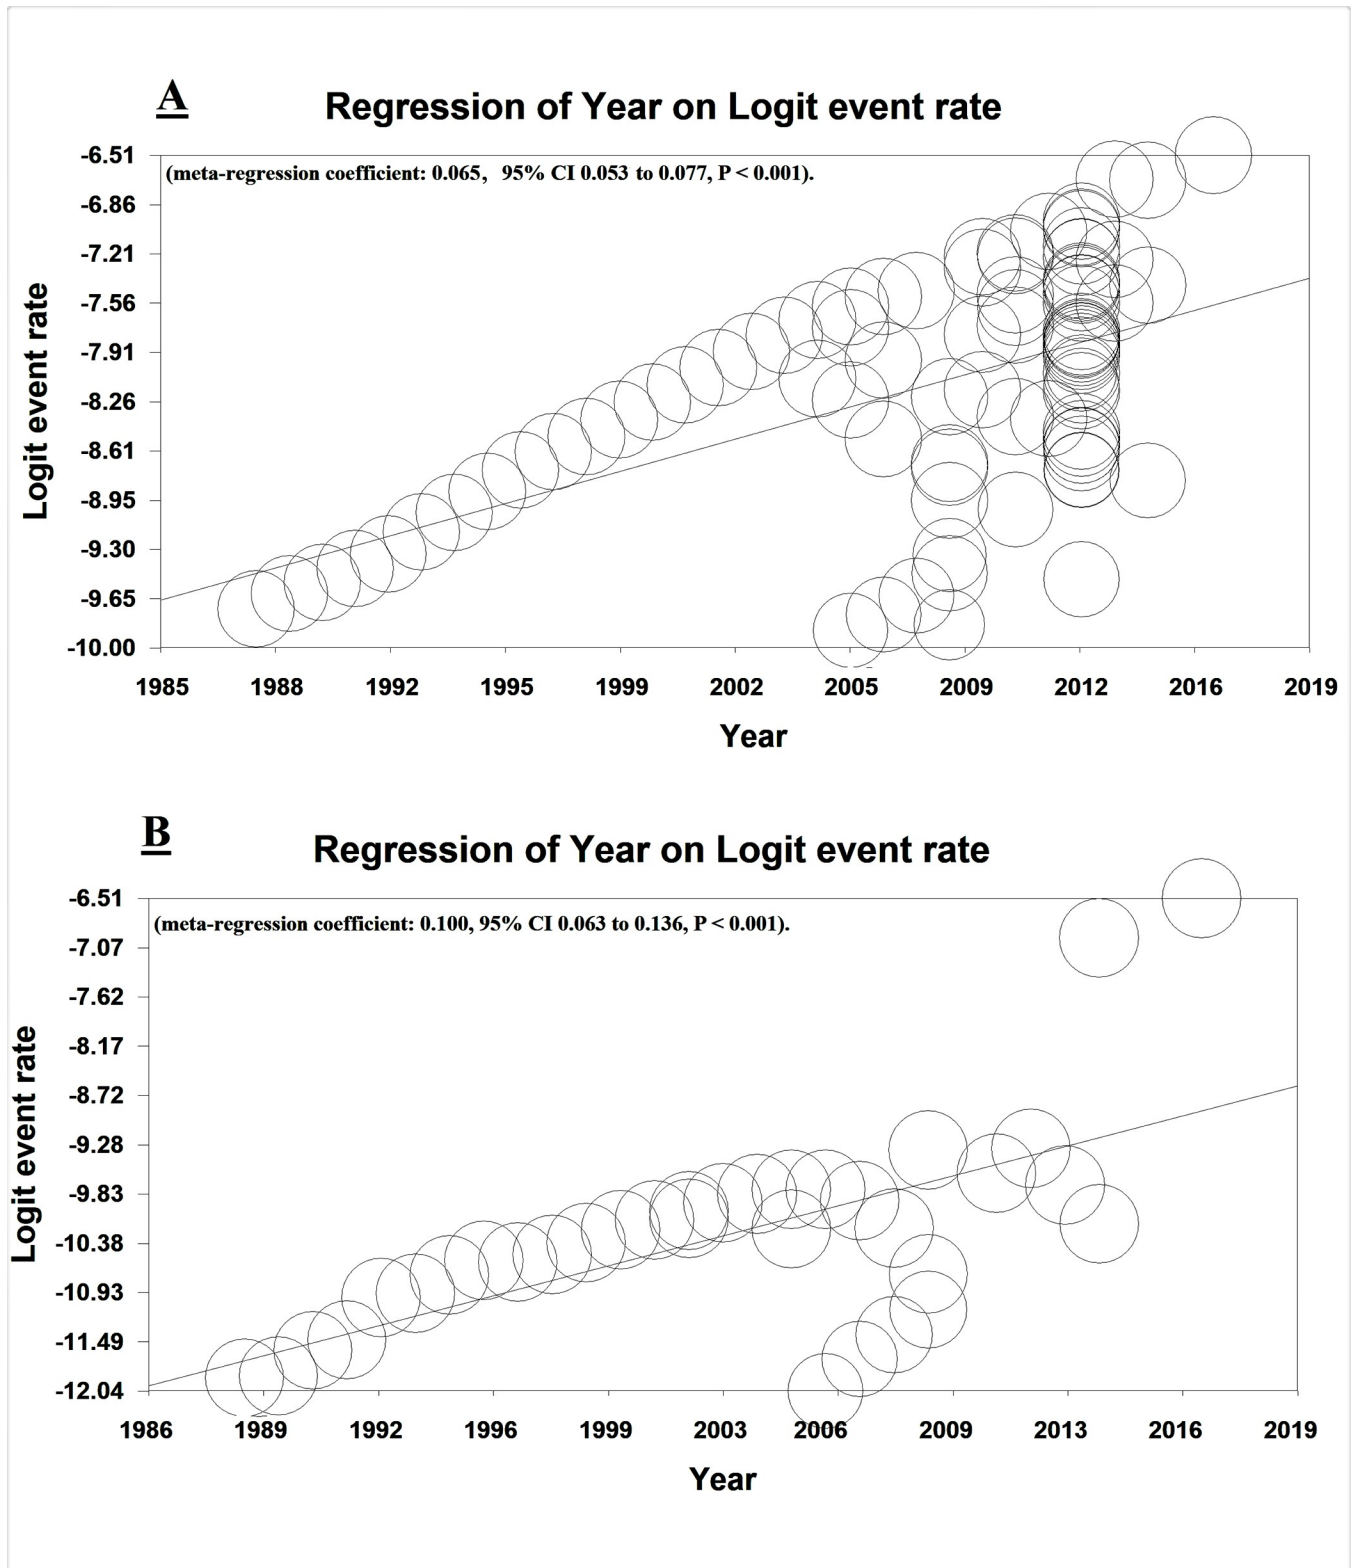 A
Regression of Year on Logit event rate
(meta-regression coefficient: 0.065, 95% CI 0.053 to 0.077, P < 0.001).
Logit event rate
-6.51
-6.86
-7.21
-7.56
-7.91
-8.26
-8.61
-8.95
-9.30
-9.65
-10.00
1985 1988 1992 1995 1999 2002 2005 2009 2012 2016 2019
Year
B
Regression of Year on Logit event rate
(meta-regression coefficient: 0.100, 95% CI 0.063 to 0.136, P < 0.001).
Logit event rate
-6.51
-7.07
-7.62
-8.17
-8.72
-9.28
-9.83
-10.38
-10.93
-11.49
-12.04
1986 1989 1992 1996 1999 2003 2006 2009 2013 2016 2019
Year